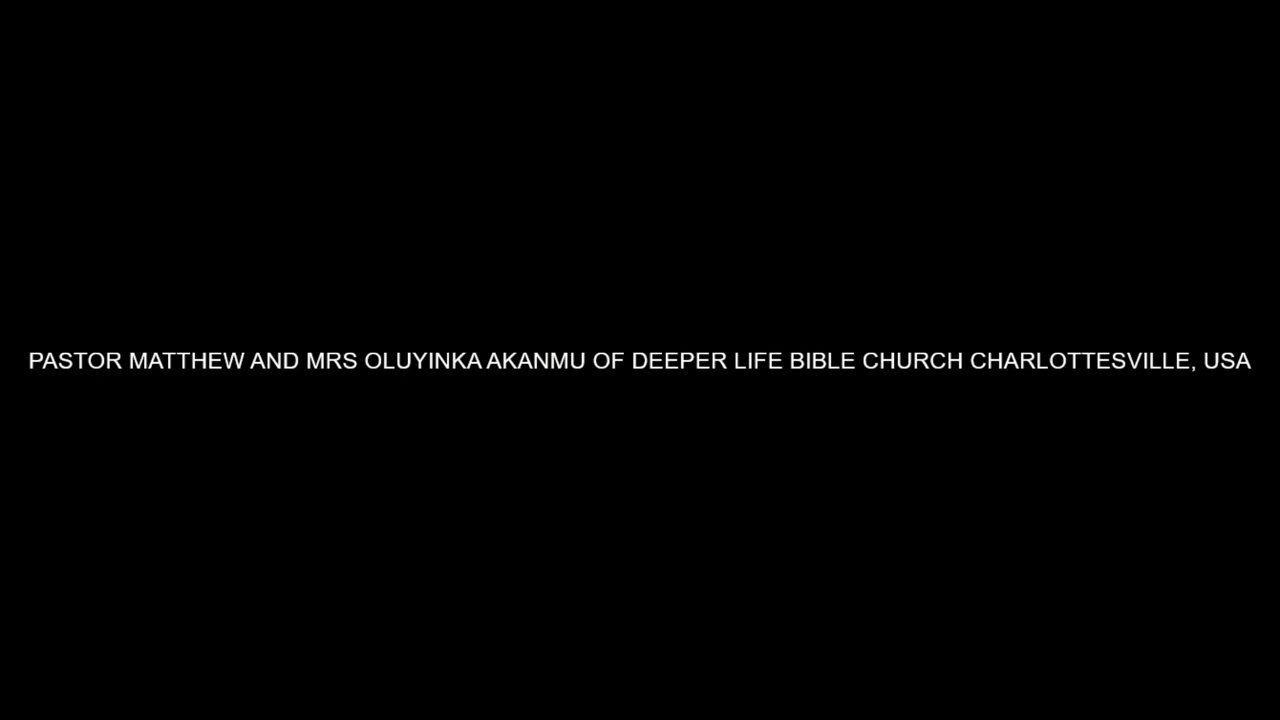 PASTOR MATTHEW AND MRS OLUYINKA AKANMU OF DEEPER LIFE BIBLE CHURCH CHARLOTTESVILLE, USA